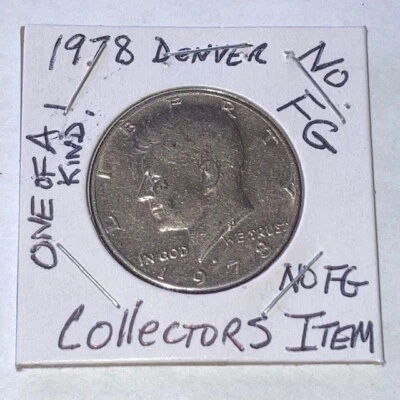 1978 DENVER
NO
FG
ONE OF A
KIND!
LIBERTY
IN GOD WE TRUST
1978
NO FG
COllECTORS ITEM